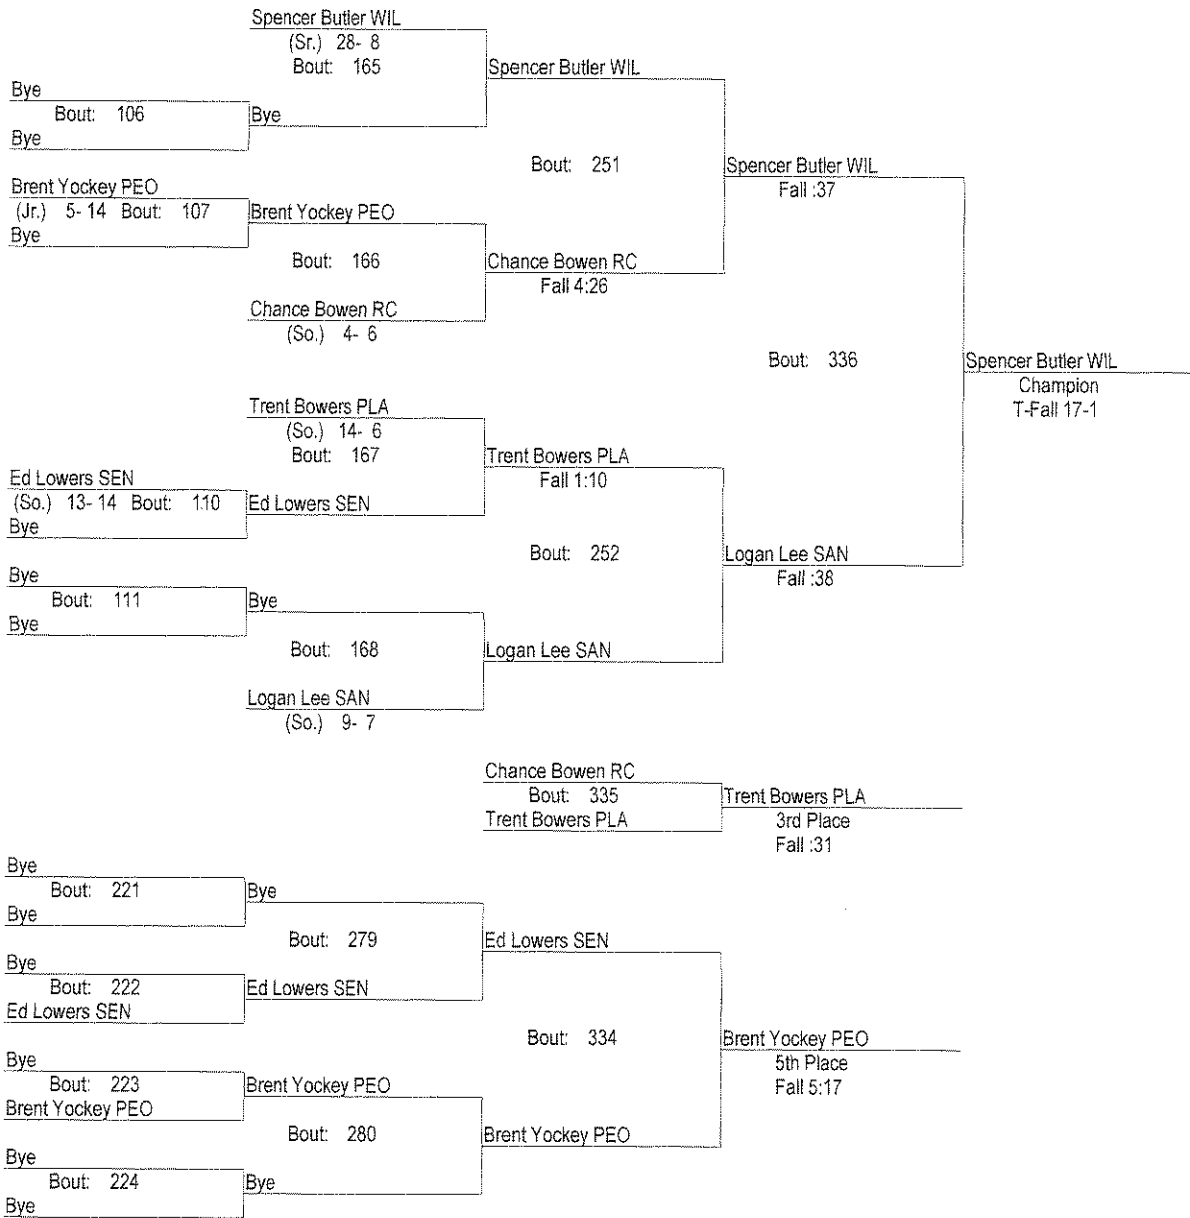 Spencer Butler WIL
(Sr.) 28- 8
Bout: 165
Spencer Butler WIL
Bye
Bout: 106
Bye
Bye
Bout: 251
Spencer Butler WIL
Fall :37
Brent Yockey PEO
(Jr.) 5- 14 Bout: 107
Brent Yockey PEO
Bye
Bout: 166
Chance Bowen RC
Fall 4:26
Chance Bowen RC
(So.) 4- 6
Bout: 336
Spencer Butler WIL
Champion
T-Fall 17-1
Trent Bowers PLA
(So.) 14- 6
Bout: 167
Trent Bowers PLA
Fall 1:10
Ed Lowers SEN
(So.) 13- 14 Bout: 110
Ed Lowers SEN
Bye
Bout: 252
Logan Lee SAN
Fall :38
Bye
Bout: 111
Bye
Bye
Bout: 168
Logan Lee SAN
Logan Lee SAN
(So.) 9- 7
Chance Bowen RC
Bout: 335
Trent Bowers PLA
Trent Bowers PLA
3rd Place
Fall :31
Bye
Bout: 221
Bye
Bye
Bout: 279
Ed Lowers SEN
Bye
Bout: 222
Ed Lowers SEN
Ed Lowers SEN
Bout: 334
Brent Yockey PEO
5th Place
Fall 5:17
Bye
Bout: 223
Brent Yockey PEO
Brent Yockey PEO
Bout: 280
Brent Yockey PEO
Bye
Bout: 224
Bye
Bye